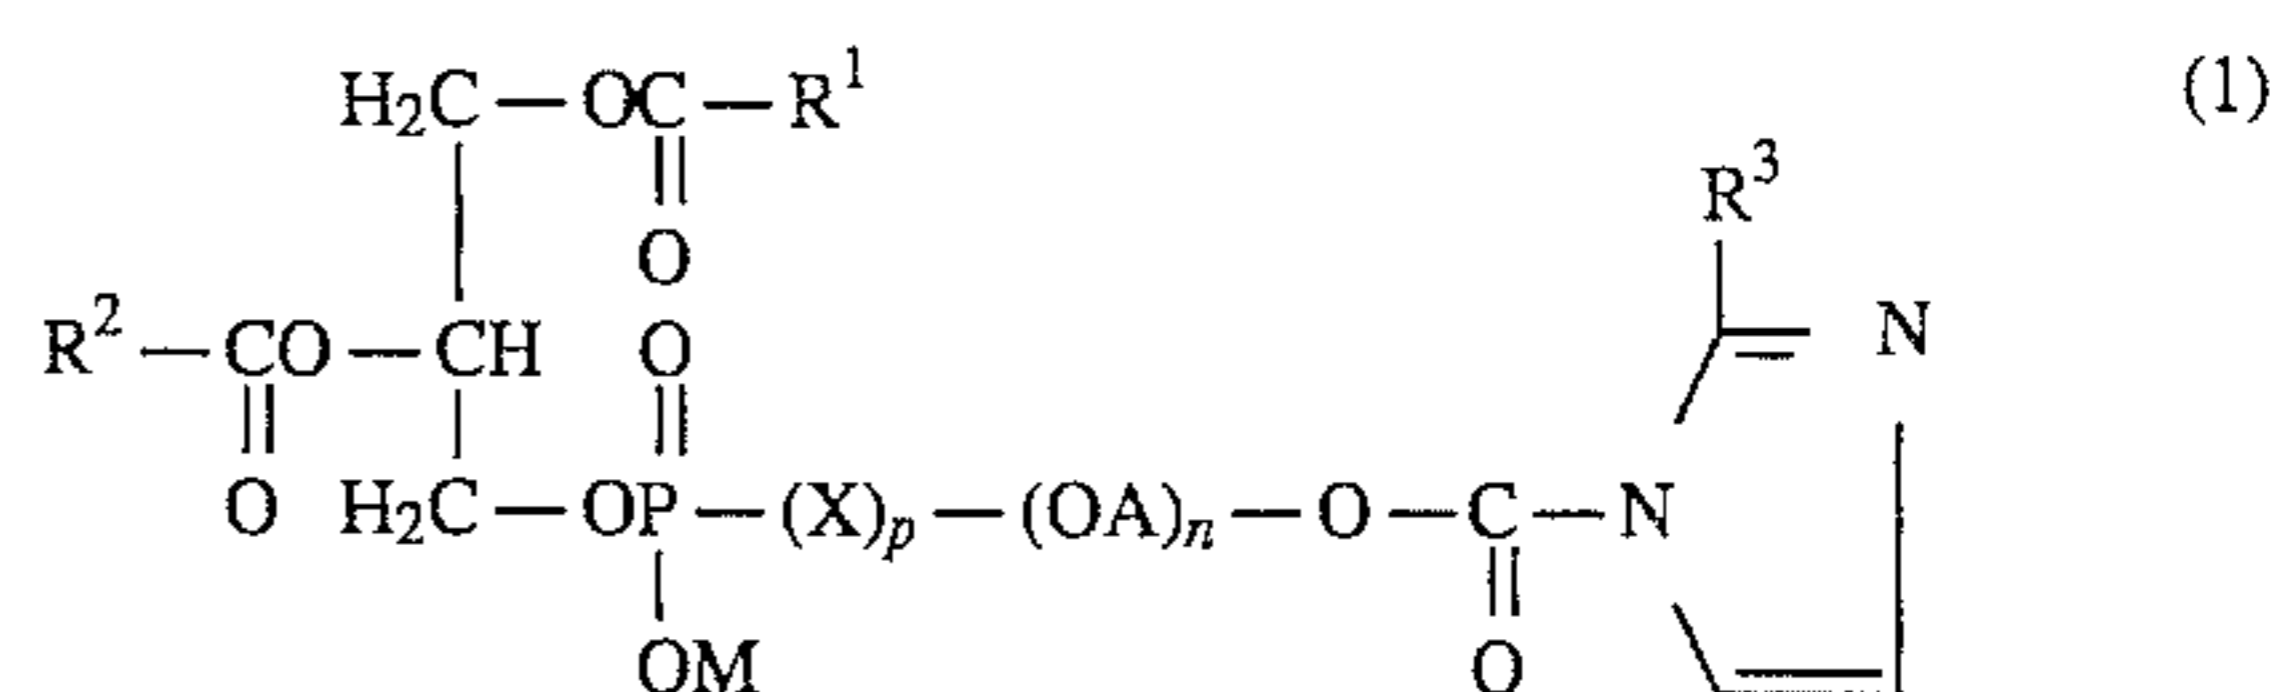 H₂C—OC—R¹ (1)
R³
O
R²—CO—CH O N
O H₂C—OP—(X)ₚ—(OA)ₙ—O—C—N
OM O